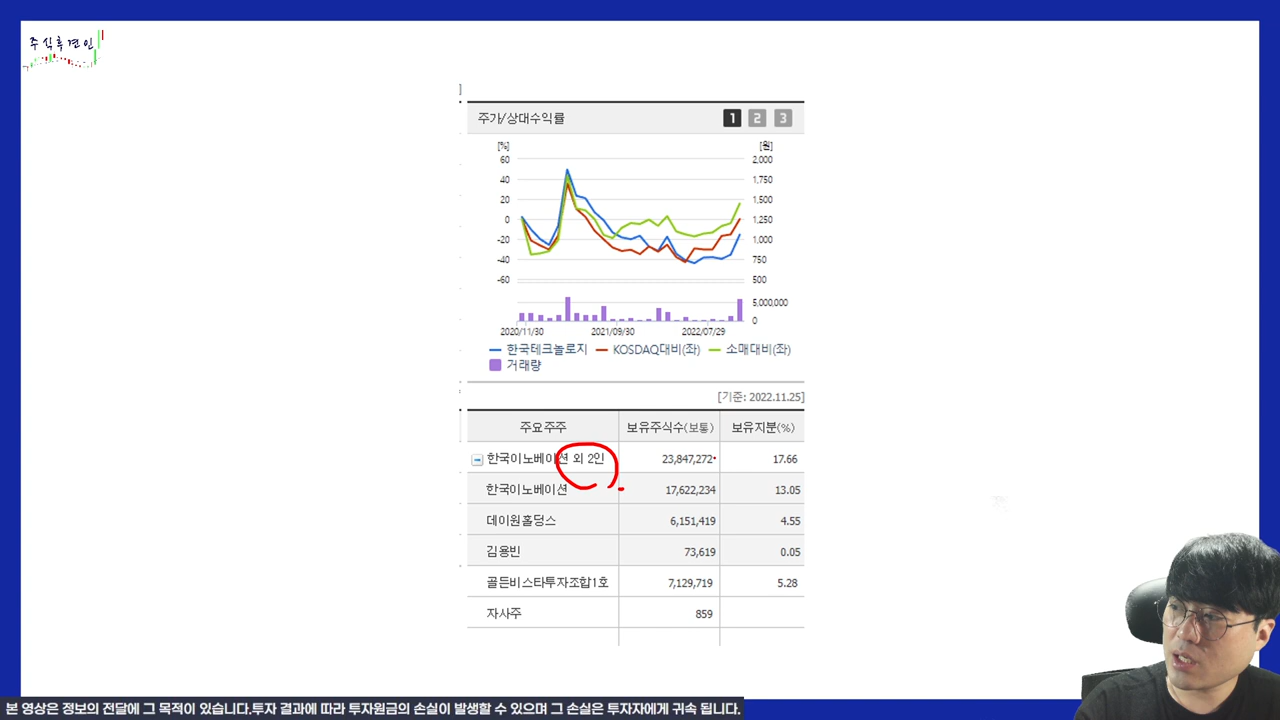 주식후견인
]
주가/상대수익률 1 2 3
[%] [원]
60 2,000
40 1,750
20 1,500
0 1,250
-20 1,000
-40 750
-60 500
5,000,000
0
2020/11/30 2021/09/30 2022/07/29
한국테크놀로지 KOSDAQ대비(좌) 소매대비(좌)
거래량
[기준: 2022.11.25]
주요주주 보유주식수(보통) 보유지분(%)
한국이노베이션 외 2인 23,847,272 17.66
한국이노베이션 17,622,234 13.05
데이원홀딩스 6,151,419 4.55
김용빈 73,619 0.05
골든비스타투자조합1호 7,129,719 5.28
자사주 859
본 영상은 정보의 전달에 그 목적이 있습니다.투자 결과에 따라 투자원금의 손실이 발생할 수 있으며 그 손실은 투자자에게 귀속 됩니다.